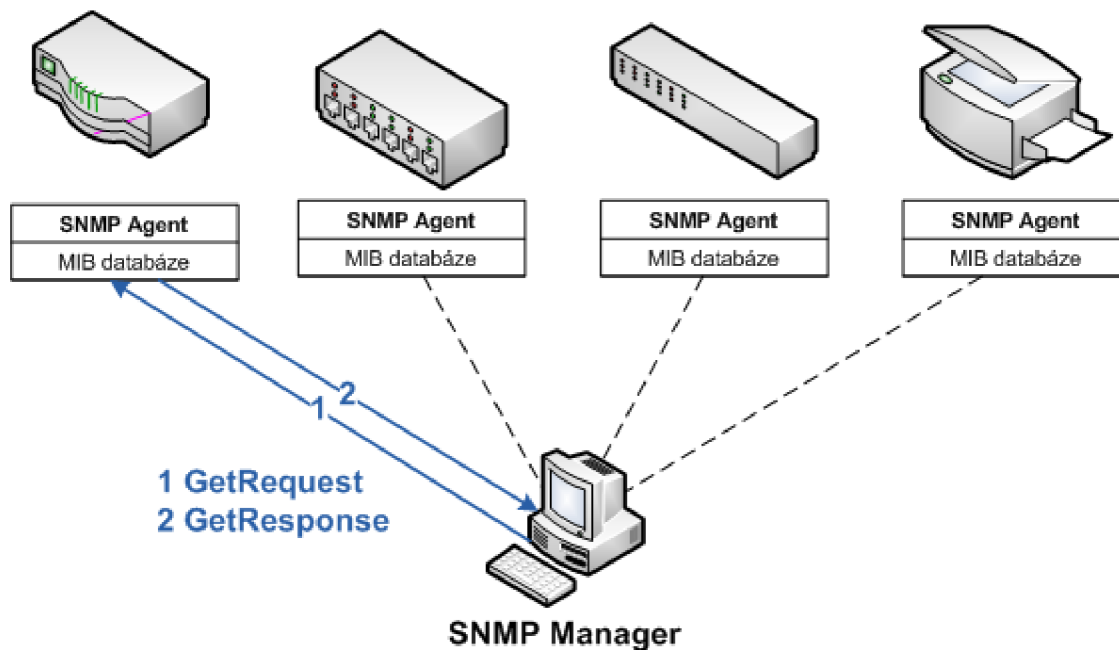 SNMP Agent
MIB databáze
SNMP Agent
MIB databáze
SNMP Agent
MIB databáze
SNMP Agent
MIB databáze
2
1
1 GetRequest
2 GetResponse
SNMP Manager